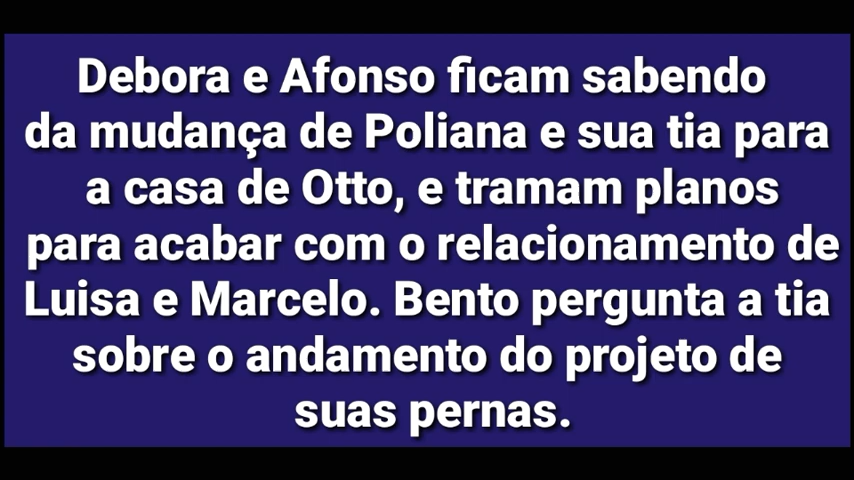 Debora e Afonso ficam sabendo
da mudança de Poliana e sua tia para
a casa de Otto, e tramam planos
para acabar com o relacionamento de
Luisa e Marcelo. Bento pergunta a tia
sobre o andamento do projeto de
suas pernas.